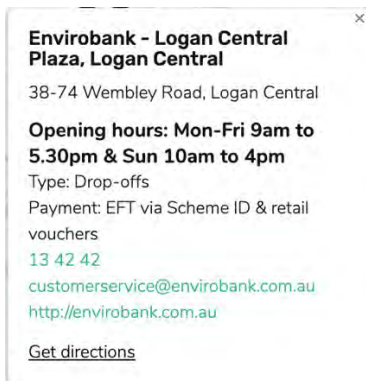 ×
Envirobank - Logan Central
Plaza, Logan Central
38-74 Wembley Road, Logan Central
Opening hours: Mon-Fri 9am to
5.30pm & Sun 10am to 4pm
Type: Drop-offs
Payment: EFT via Scheme ID & retail
vouchers
13 42 42
customerservice@envirobank.com.au
http://envirobank.com.au
Get directions